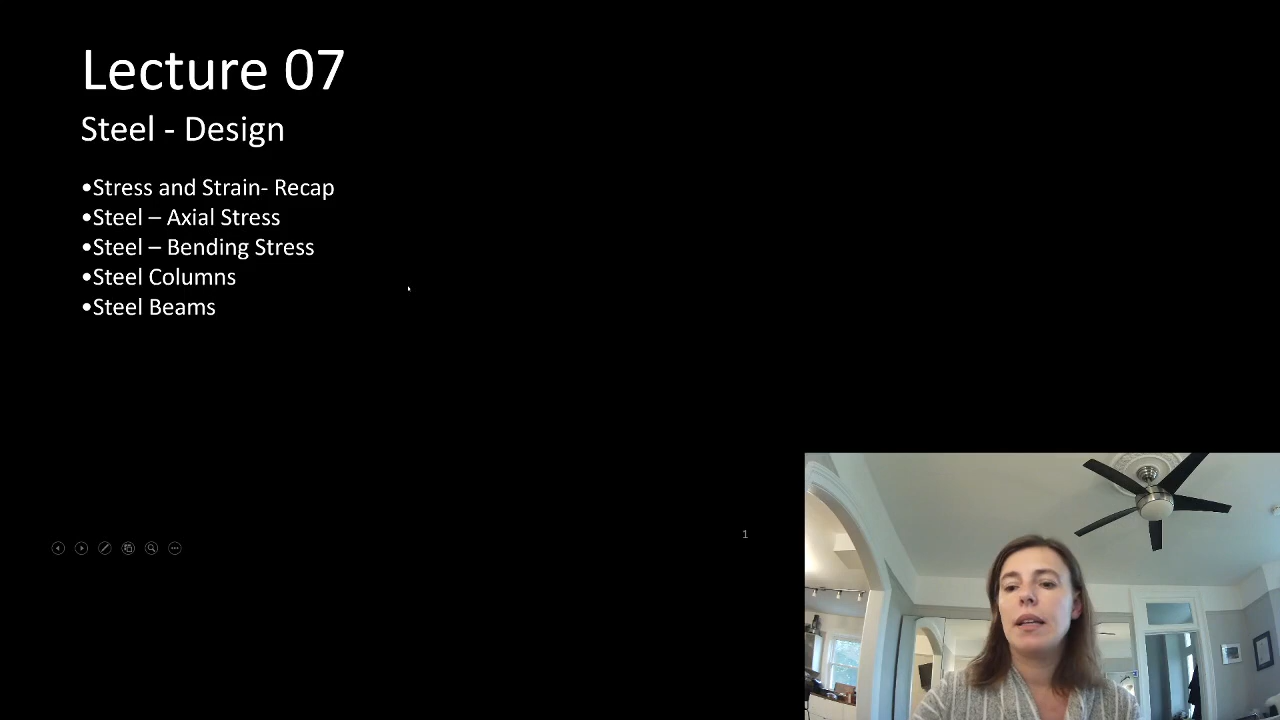 Lecture 07
Steel - Design
•Stress and Strain- Recap
•Steel – Axial Stress
•Steel – Bending Stress
•Steel Columns
•Steel Beams
1